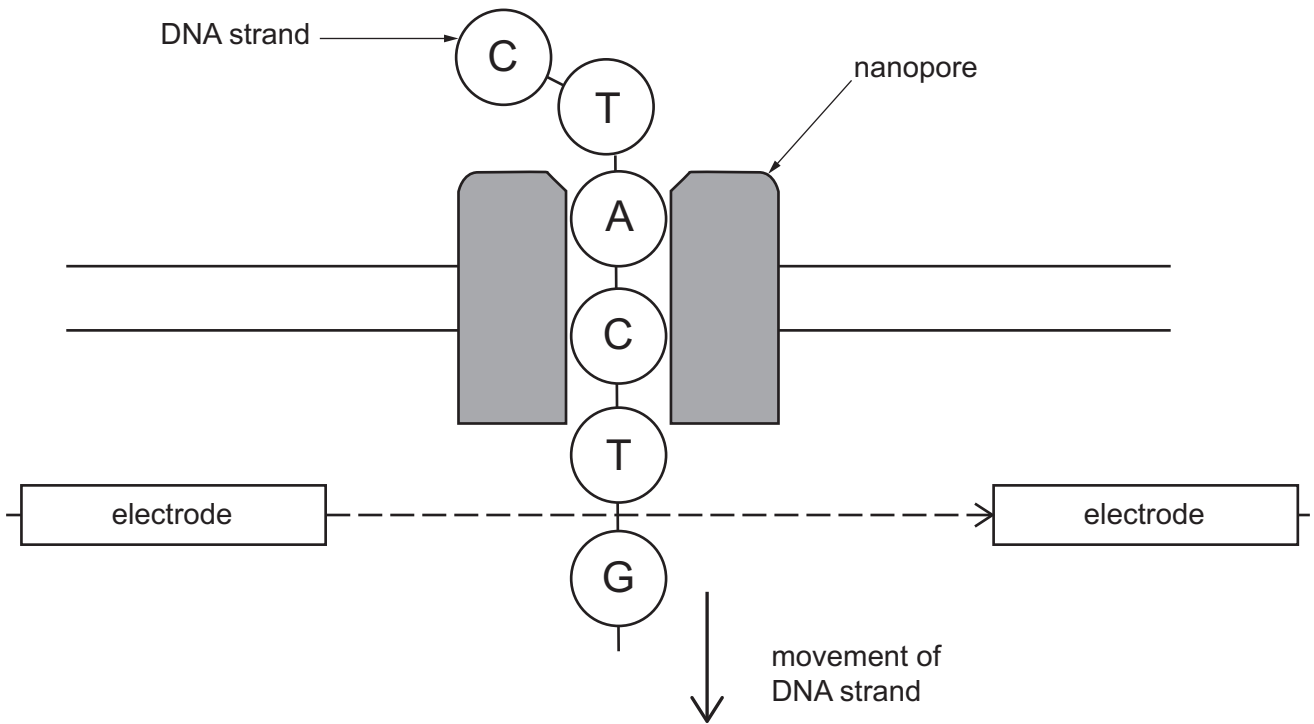 DNA strand
C
T
nanopore
A
C
T
electrode
electrode
G
movement of
DNA strand